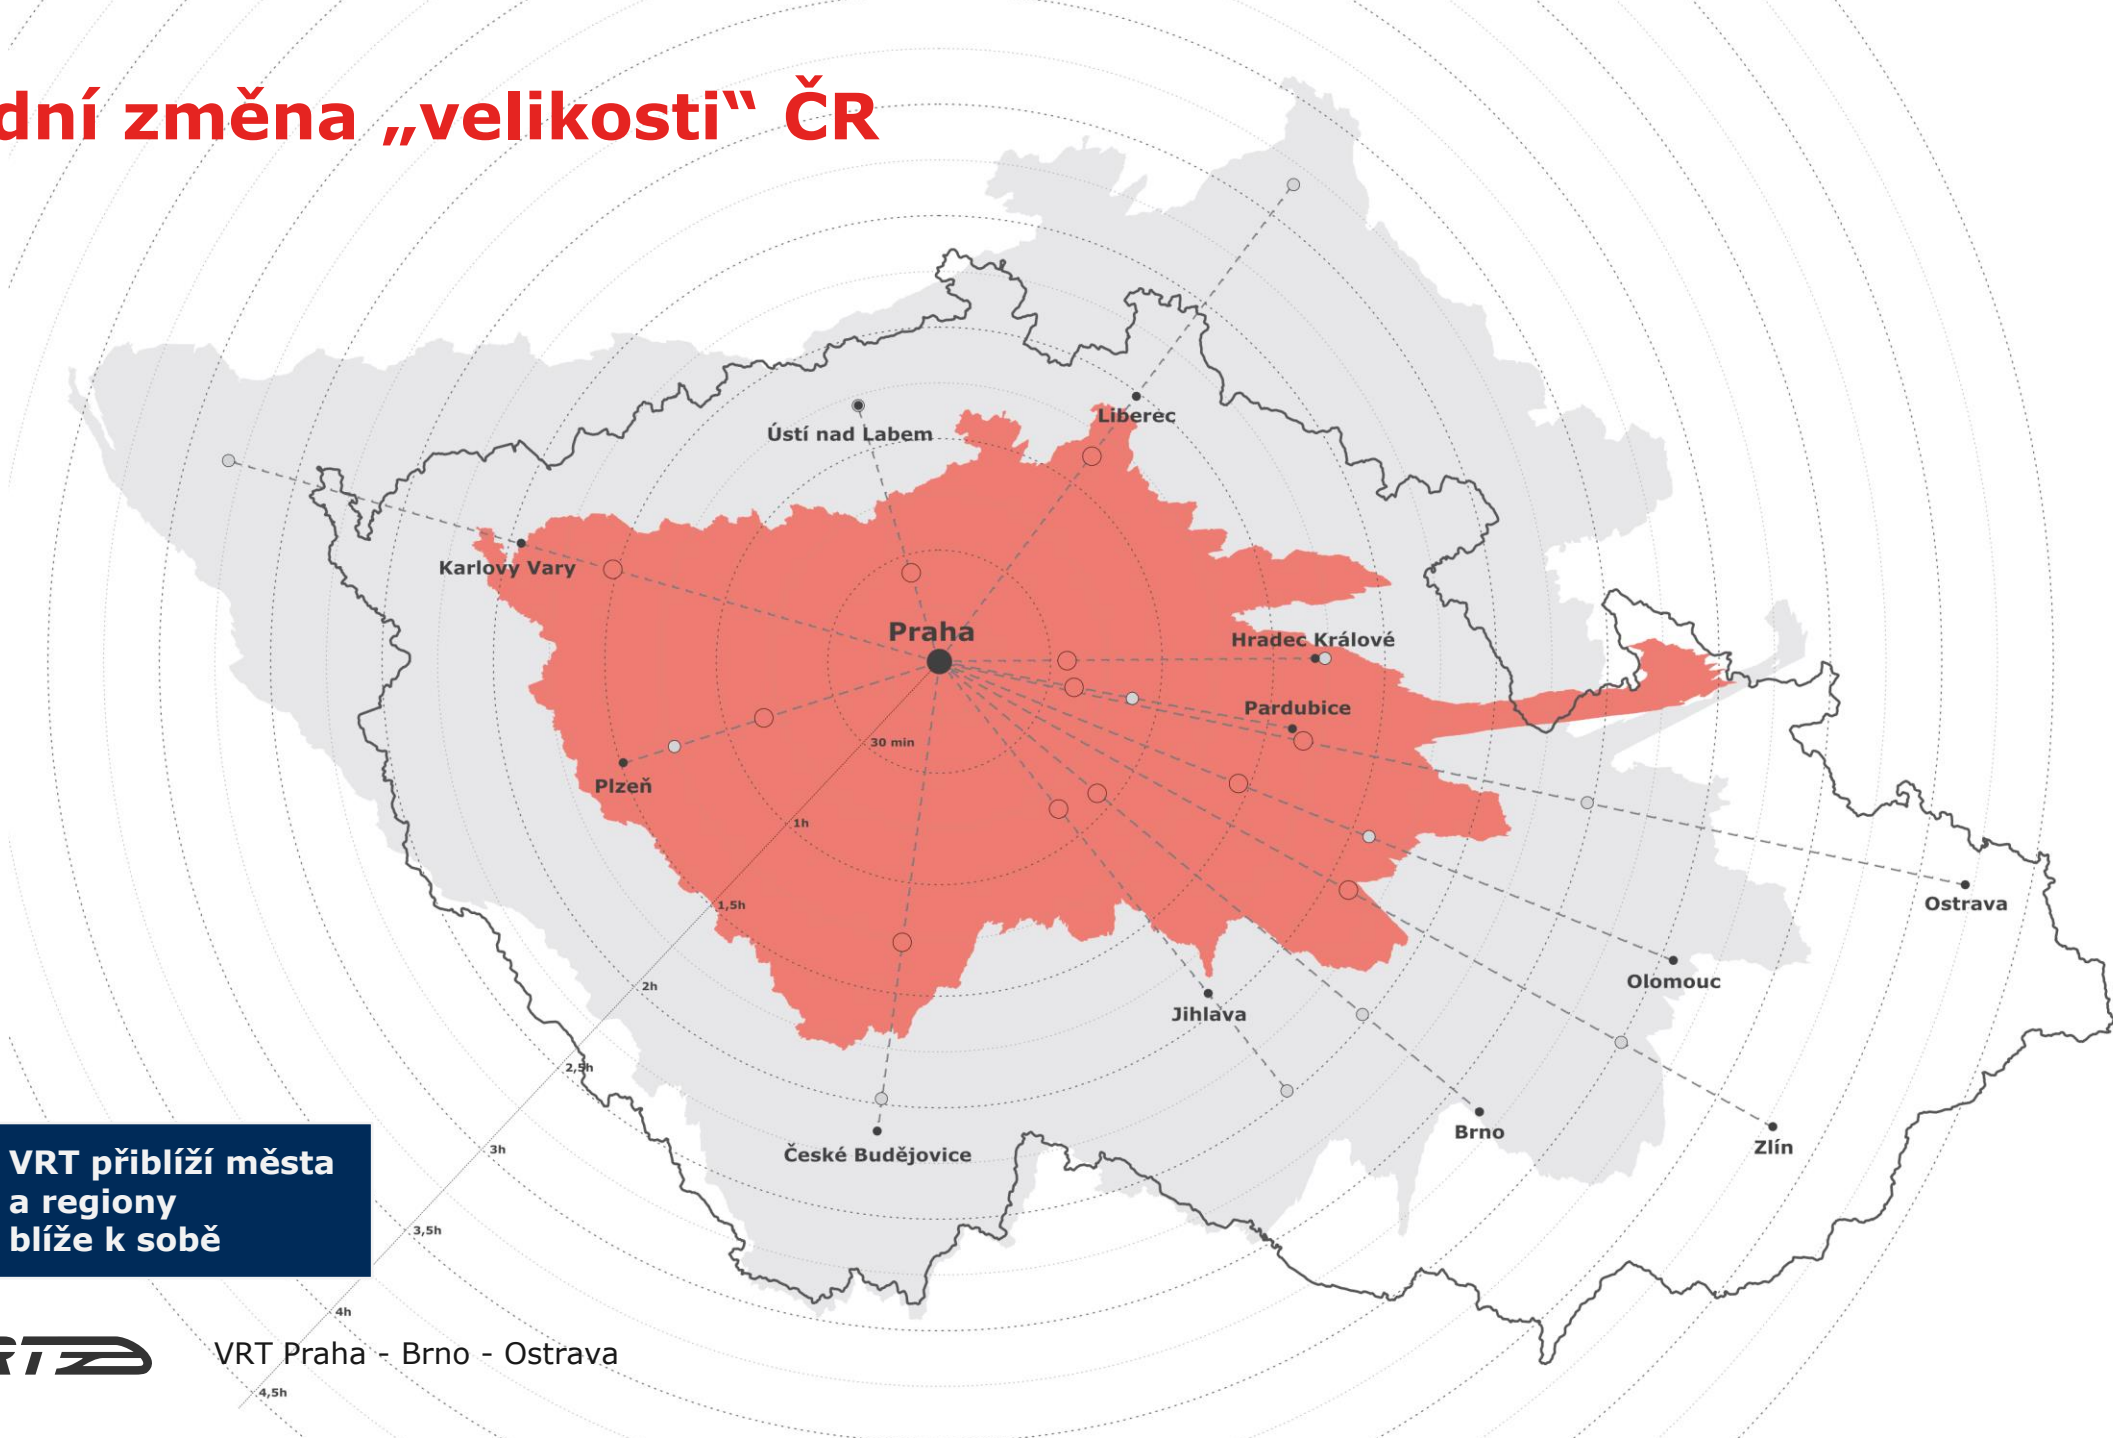 dní změna „velikosti“ ČR
Liberec
Ústí nad Labem
Karlovy Vary
Praha
Hradec Králové
Pardubice
30 min
Plzeň
1h
Ostrava
1,5h
Olomouc
2h
Jihlava
2,5h
Brno
Zlín
3h
České Budějovice
VRT přiblíží města
a regiony
blíže k sobě
3,5h
4h
RT
VRT Praha - Brno - Ostrava
4,5h